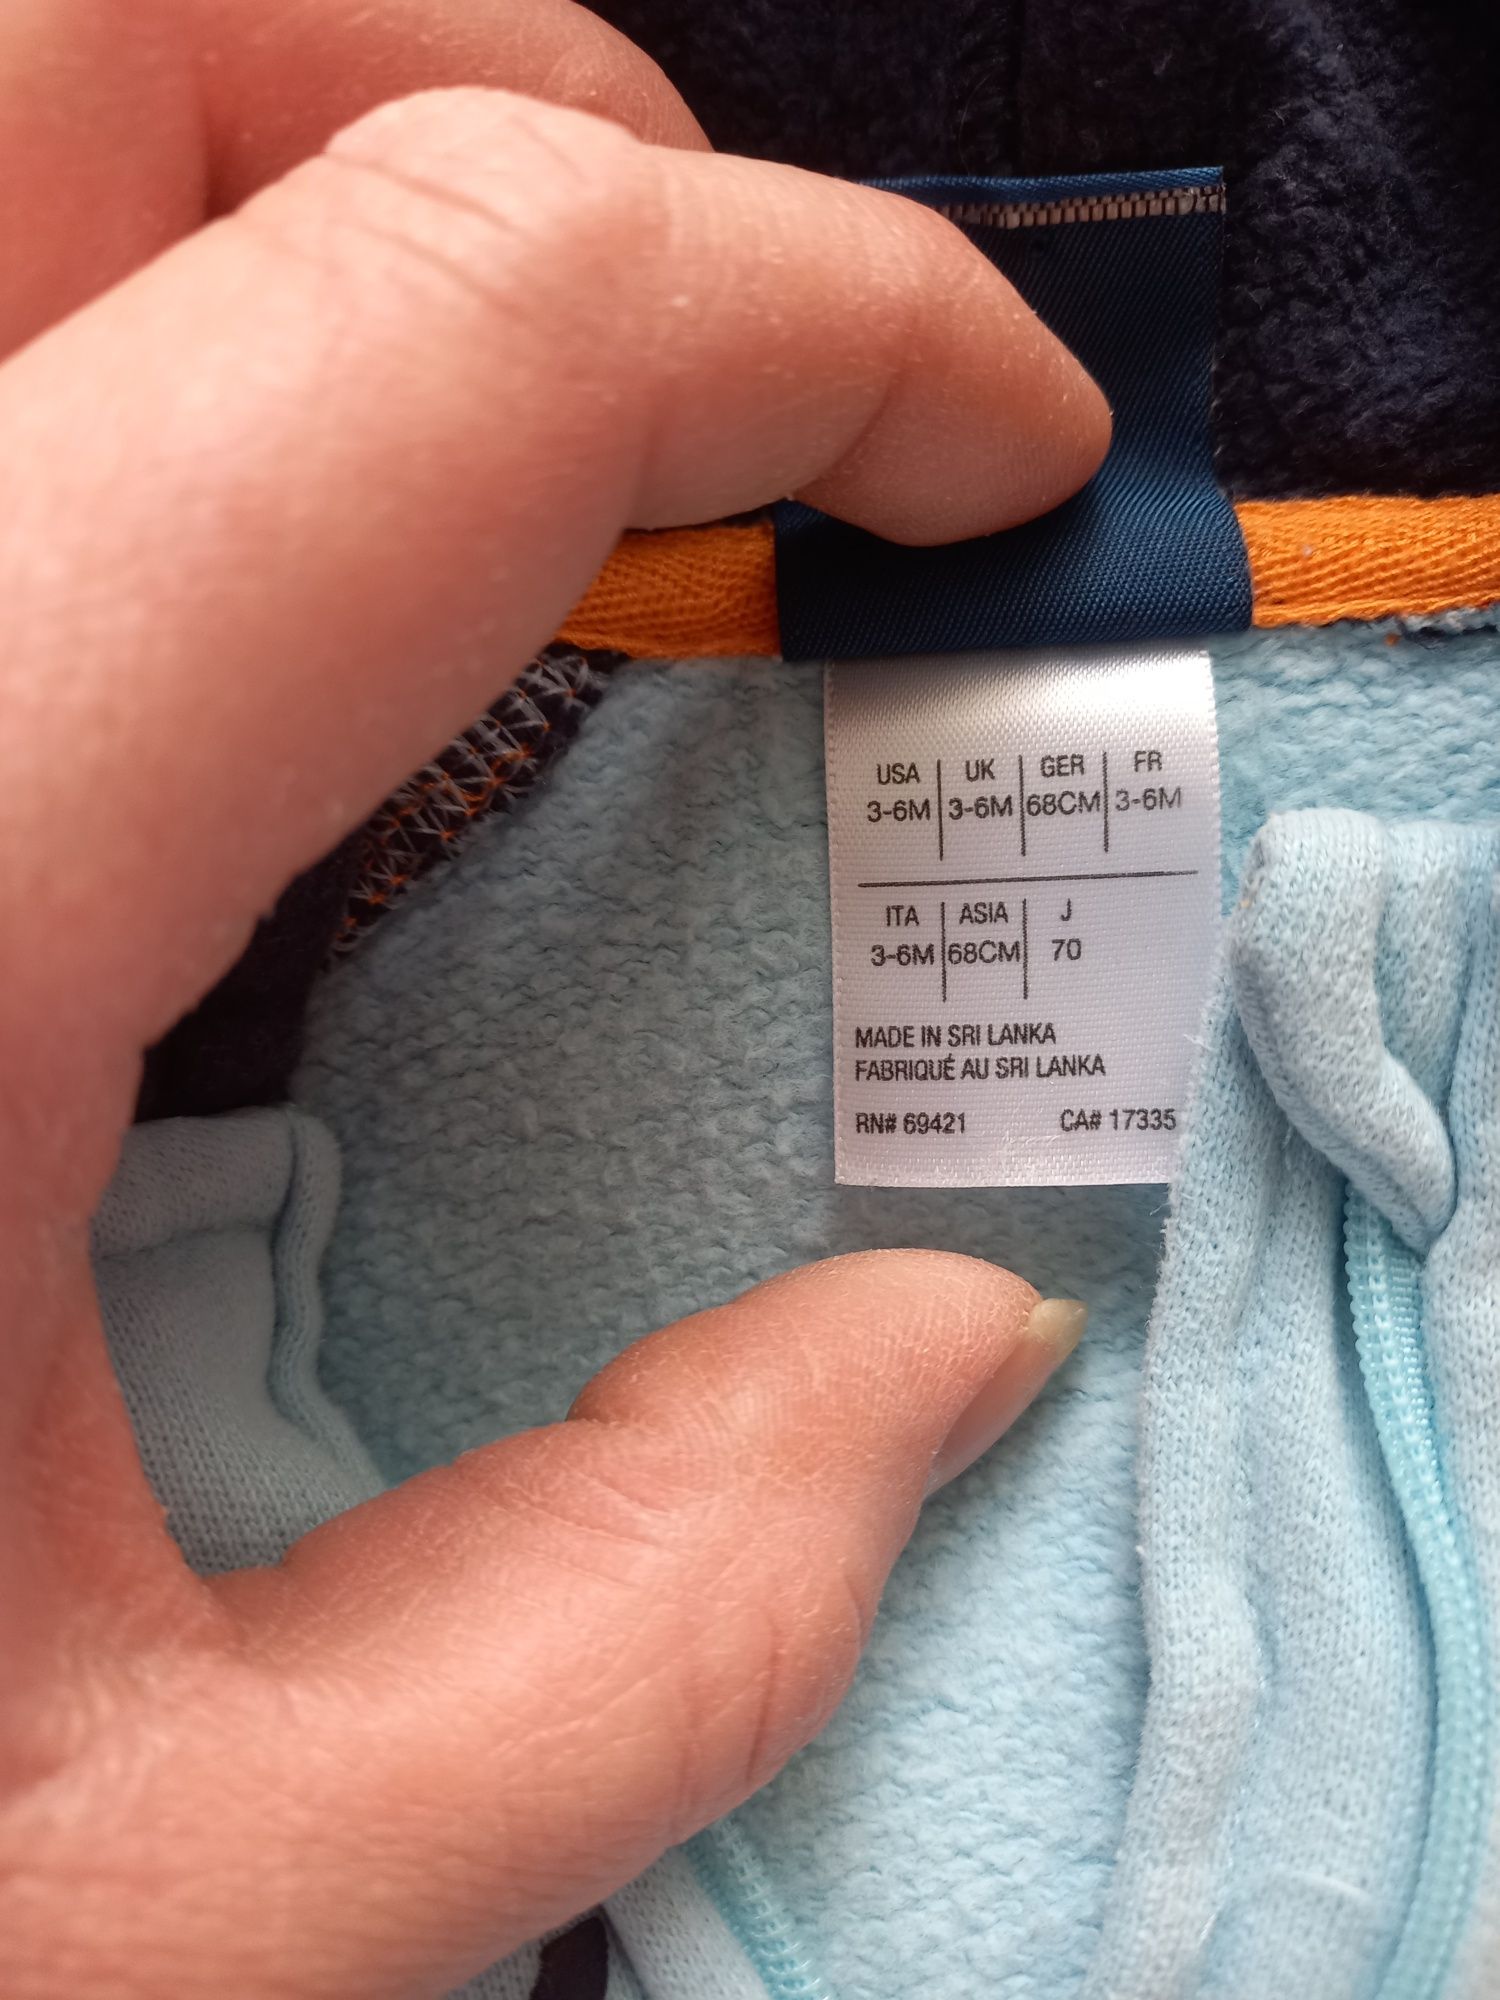 USA UK GER FR
3-6M 3-6M 68CM 3-6M
ITA ASIA J
3-6M 68CM 70
MADE IN SRI LANKA
FABRIQUÉ AU SRI LANKA
RN# 69421 CA# 17335